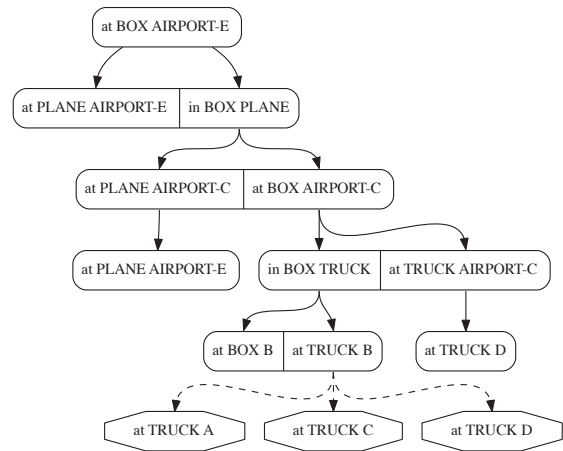 at BOX AIRPORT-E
at PLANE AIRPORT-E in BOX PLANE
at PLANE AIRPORT-C at BOX AIRPORT-C
at PLANE AIRPORT-E in BOX TRUCK at TRUCK AIRPORT-C
at BOX B at TRUCK B at TRUCK D
at TRUCK A at TRUCK C at TRUCK D